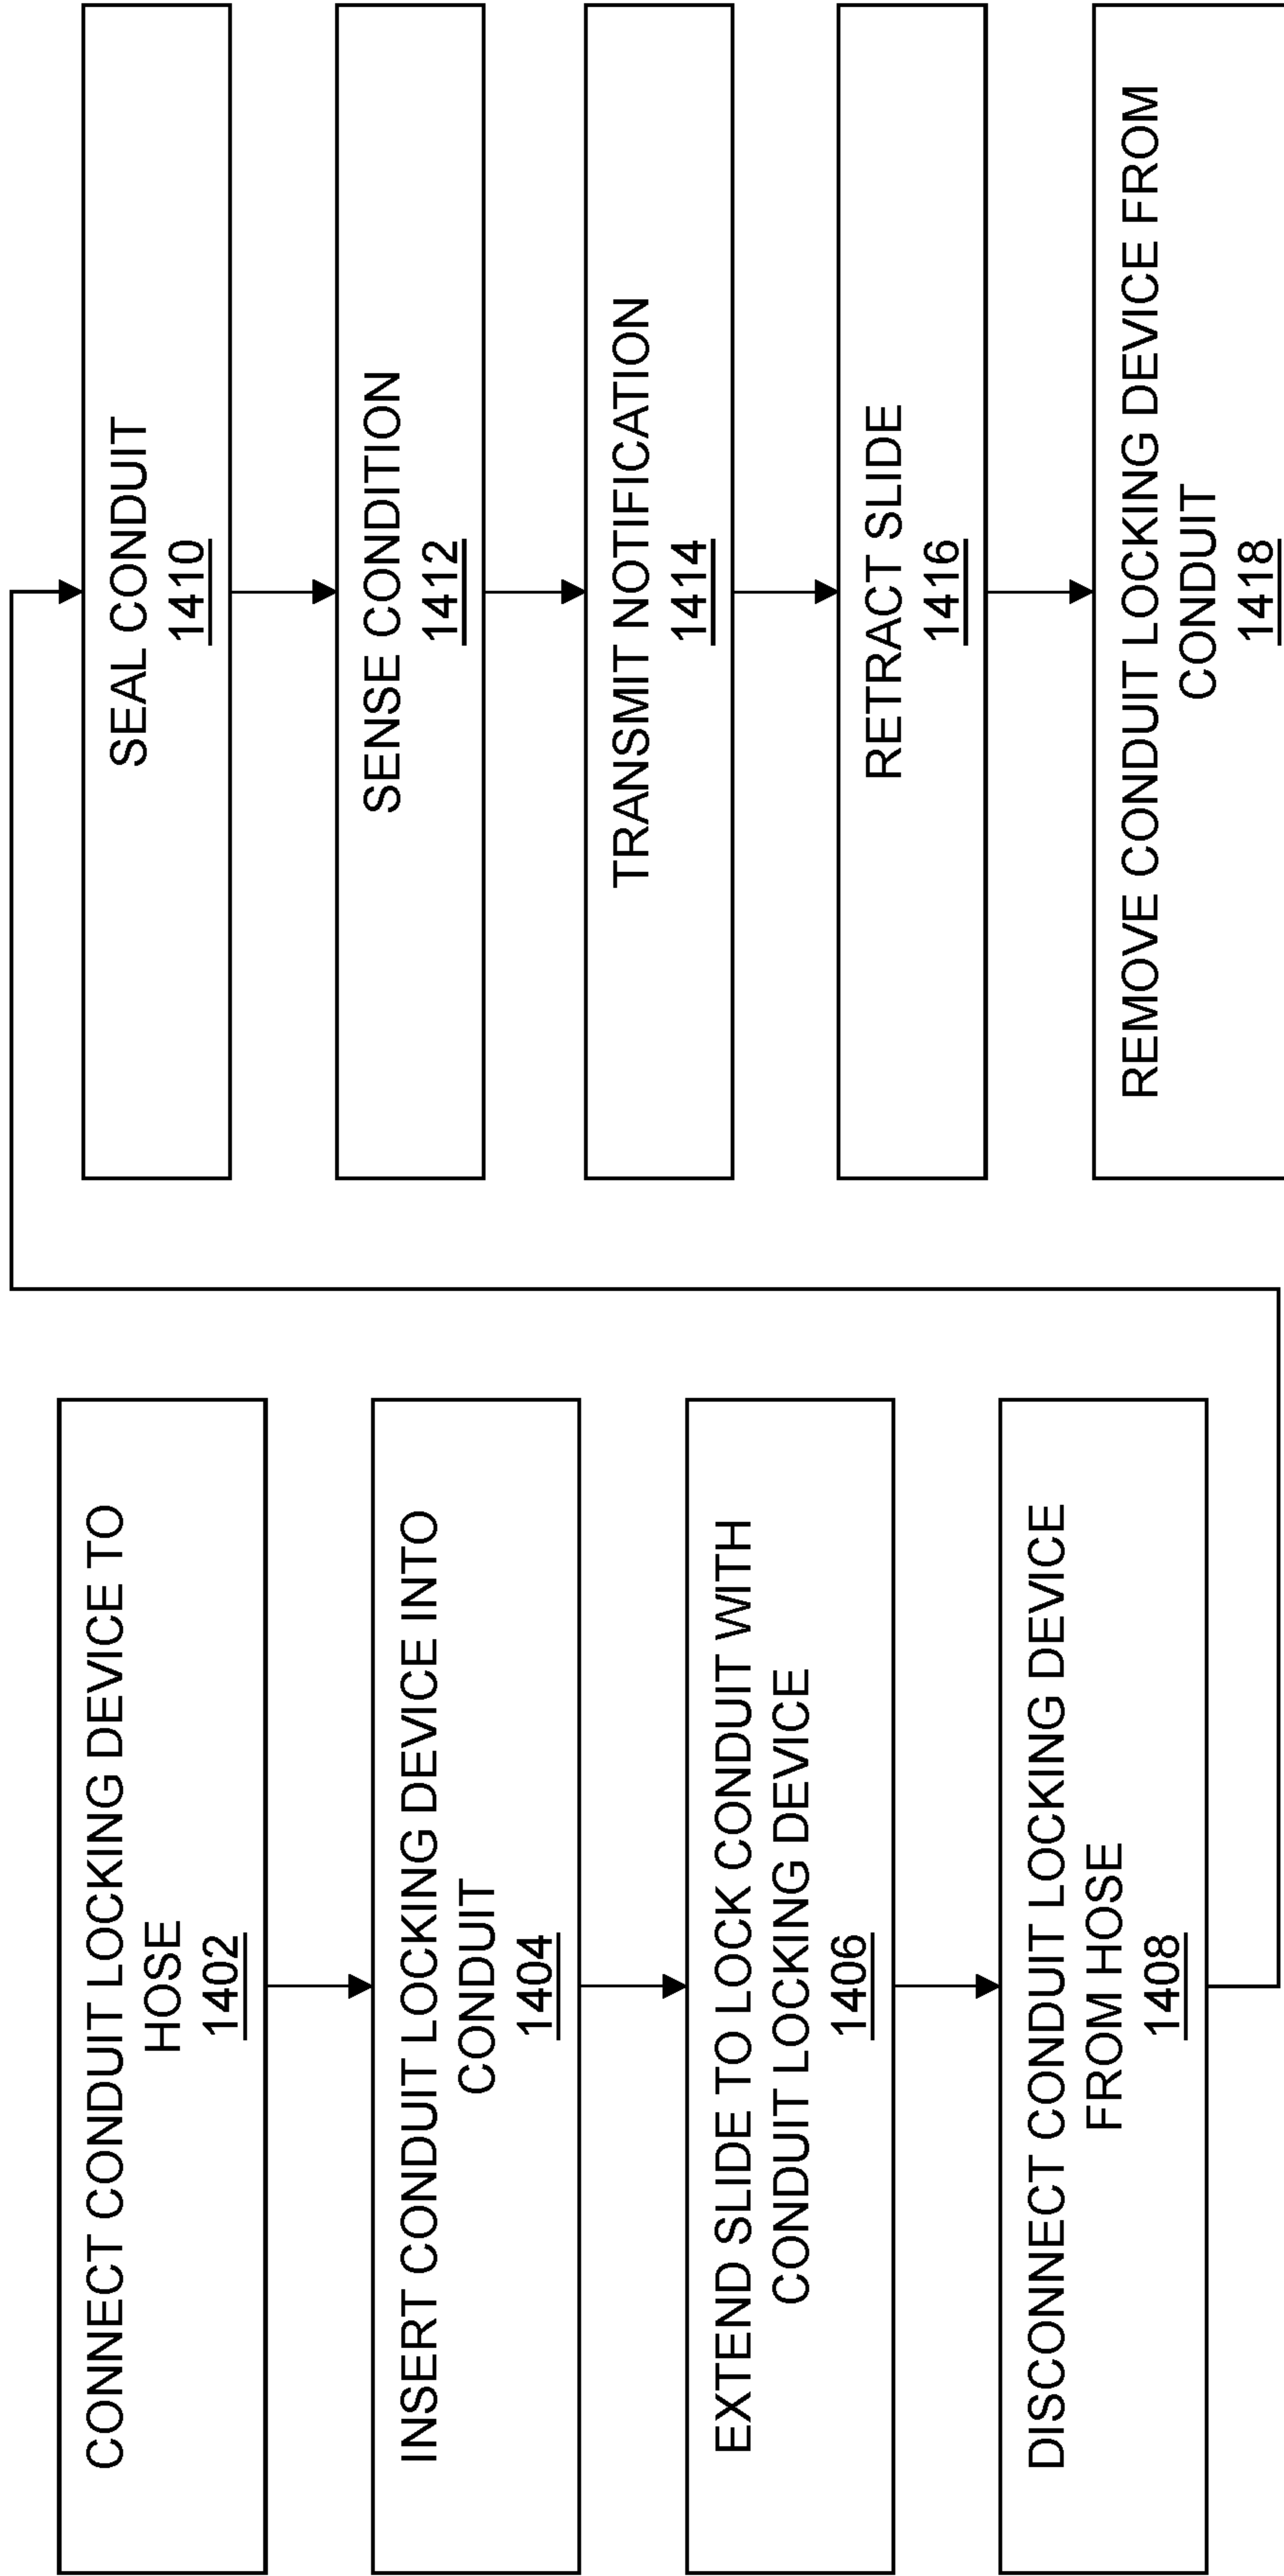 CONNECT CONDUIT LOCKING DEVICE TO
HOSE
1402
INSERT CONDUIT LOCKING DEVICE INTO
CONDUIT
1404
EXTEND SLIDE TO LOCK CONDUIT WITH
CONDUIT LOCKING DEVICE
1406
DISCONNECT CONDUIT LOCKING DEVICE
FROM HOSE
1408
SEAL CONDUIT
1410
SENSE CONDITION
1412
TRANSMIT NOTIFICATION
1414
RETRACT SLIDE
1416
REMOVE CONDUIT LOCKING DEVICE FROM
CONDUIT
1418